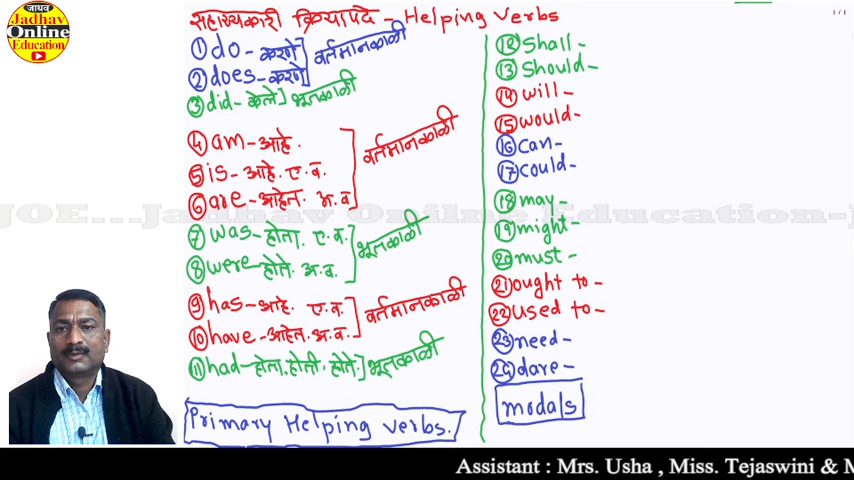 जाधव
Jadhav
Online
Education
सहाय्यकारी क्रियापदे - Helping verbs
1/1
① do - करणे
② does - करणे
वर्तमानकाळी
③ did - केले
भूतकाळी
④ am - आहे.
⑤ is - आहे. ए. व.
⑥ are - आहेत. अ. व
वर्तमानकाळी
⑦ was - होता. ए. व.
⑧ were - होते. अ. व.
भूतकाळी
⑨ has - आहे. ए. व.
⑩ have - आहेत. अ. व.
वर्तमानकाळी
⑪ had - होता. होती. होते.
भूतकाळी
Primary Helping verbs.
⑫ Shall -
⑬ Should -
⑭ will -
⑮ would -
⑯ can -
⑰ could -
⑱ may -
⑲ might -
⑳ must -
㉑ ought to -
㉒ used to -
㉓ need -
㉔ dare -
modals
JOE...Jadhav Online Education-
Assistant : Mrs. Usha , Miss. Tejaswini & M